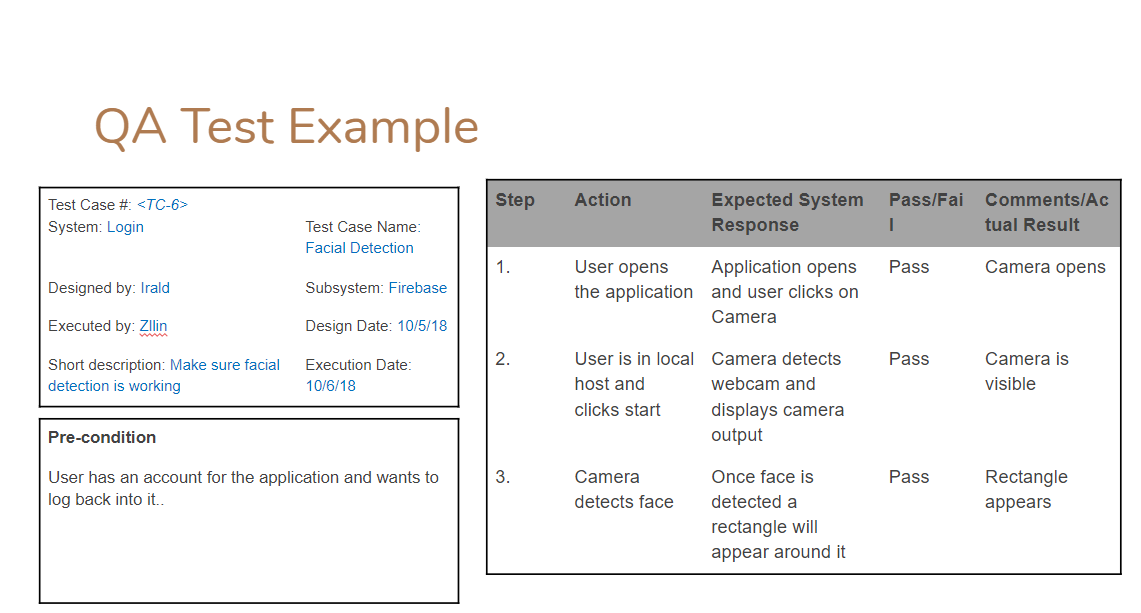 QA Test Example
Test Case #: <TC-6>
System: Login
Test Case Name:
Facial Detection
Designed by: Irald
Subsystem: Firebase
Executed by: Zllin
Design Date: 10/5/18
Short description: Make sure facial
detection is working
Execution Date:
10/6/18
Pre-condition
User has an account for the application and wants to
log back into it..
Step
Action
Expected System
Response
Pass/Fai
l
Comments/Ac
tual Result
1.
User opens
the application
Application opens
and user clicks on
Camera
Pass
Camera opens
2.
User is in local
host and
clicks start
Camera detects
webcam and
displays camera
output
Pass
Camera is
visible
3.
Camera
detects face
Once face is
detected a
rectangle will
appear around it
Pass
Rectangle
appears